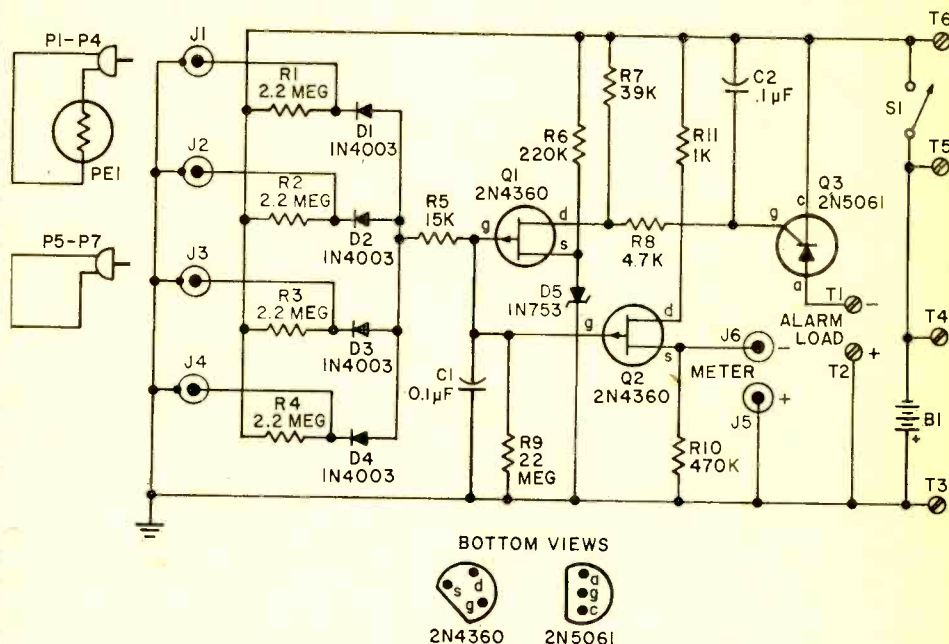 P1-P4
PE1
P5-P7
J1
R1
2.2 MEG
D1
1N4003
J2
R2
2.2 MEG
D2
1N4003
J3
R3
2.2 MEG
D3
1N4003
J4
R4
2.2 MEG
D4
1N4003
R5
15K
Q1
2N4360
g
d
s
R6
220K
R7
39K
R8
4.7K
R11
1K
C2
.1µF
Q3
2N5061
g
c
a
D5
1N753
g
d
s
Q2
2N4360
C1
0.1µF
R9
22
MEG
R10
470K
J6
-
METER
J5
+
T1
-
ALARM
LOAD
T2
+
S1
B1
+
T6
T5
T4
T3
BOTTOM VIEWS
s
d
g
2N4360
a
g
c
2N5061